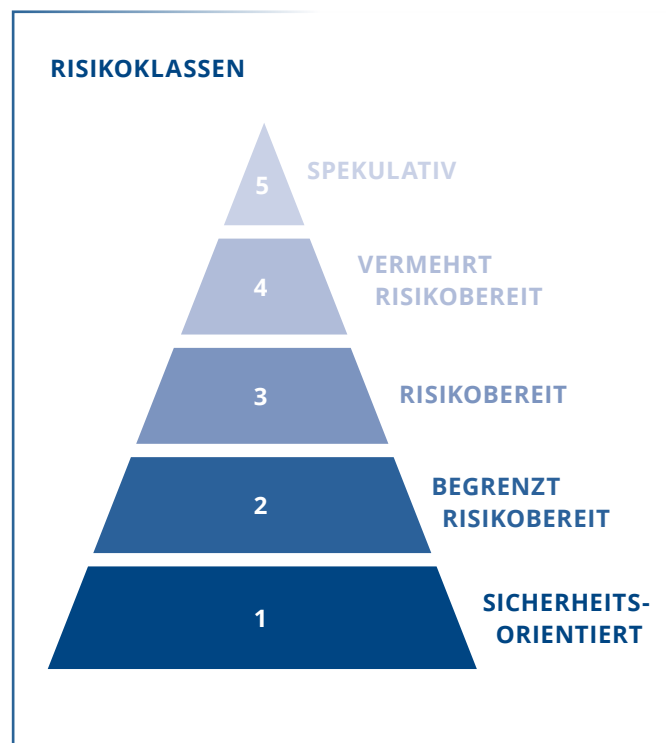 RISIKOKLASSEN
5
SPEKULATIV
4
VERMEHRT
RISIKOBEREIT
3
RISIKOBEREIT
2
BEGRENZT
RISIKOBEREIT
1
SICHERHEITS-
ORIENTIERT